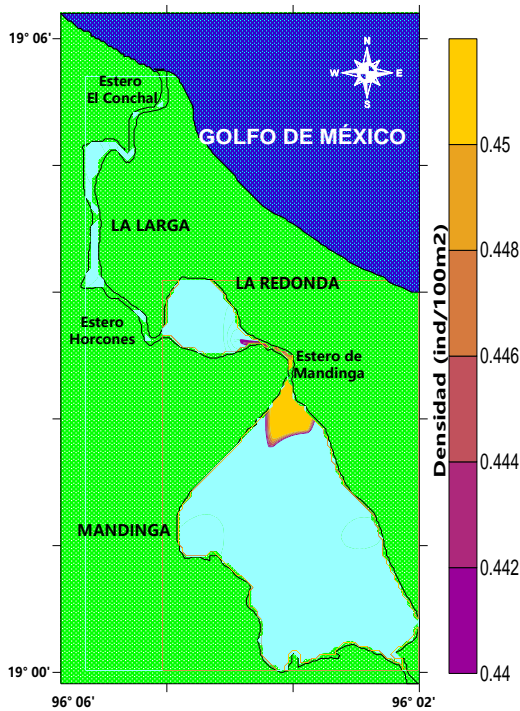 19° 06'
N
W
E
S
Estero
El Conchal
GOLFO DE MÉXICO
0.45
LA LARGA
0.448
LA REDONDA
Densidad (ind/100m2)
Estero
Horcones
0.446
Estero de
Mandinga
0.444
MANDINGA
0.442
19° 00'
0.44
96° 06'
96° 02'